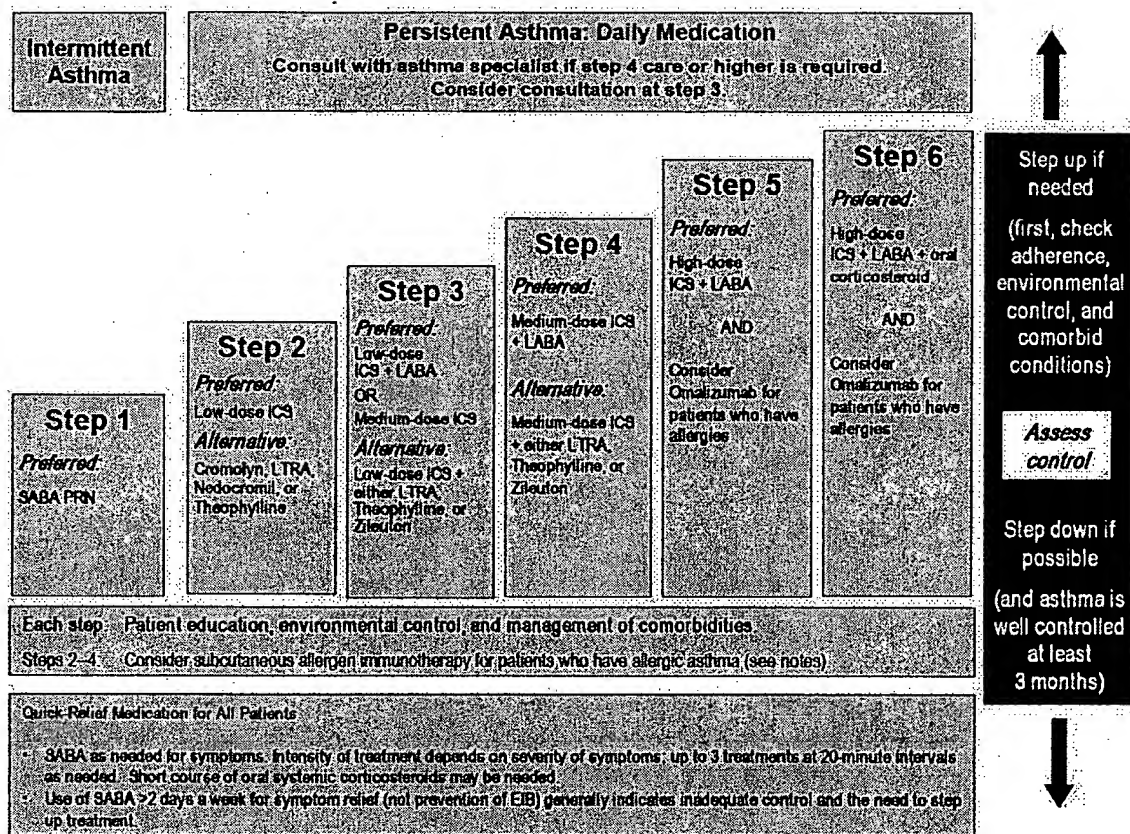 Intermittent
Asthma
Persistent Asthma: Daily Medication
Consult with asthma specialist if step 4 care or higher is required.
Consider consultation at step 3.
Step 1
Preferred:
SABA PRN
Step 2
Preferred:
Low-dose ICS
Alternative:
Cromolyn, LTRA,
Nedocromil, or
Theophylline
Step 3
Preferred:
Low-dose
ICS + LABA
OR
Medium-dose ICS
Alternative:
Low-dose ICS +
either LTRA,
Theophylline, or
Zileuton
Step 4
Preferred:
Medium-dose ICS
+ LABA
Alternative:
Medium-dose ICS
+ either LTRA,
Theophylline, or
Zileuton
Step 5
Preferred:
High-dose
ICS + LABA
AND
Consider
Omalizumab for
patients who have
allergies
Step 6
Preferred:
High-dose
ICS + LABA + oral
corticosteroid
AND
Consider
Omalizumab for
patients who have
allergies
Step up if
needed
(first, check
adherence,
environmental
control, and
comorbid
conditions)
Assess
control
Step down if
possible
(and asthma is
well controlled
at least
3 months)
Each step: Patient education, environmental control, and management of comorbidities.
Steps 2–4: Consider subcutaneous allergen immunotherapy for patients who have allergic asthma (see notes)
Quick-Relief Medication for All Patients
• SABA as needed for symptoms. Intensity of treatment depends on severity of symptoms; up to 3 treatments at 20-minute intervals
as needed. Short course of oral systemic corticosteroids may be needed.
• Use of SABA >2 days a week for symptom relief (not prevention of EIB) generally indicates inadequate control and the need to step
up treatment.